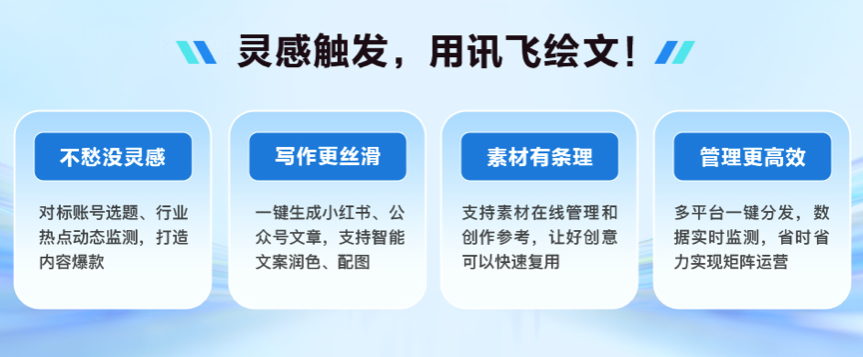 灵感触发，用讯飞绘文！
不愁没灵感
对标账号选题、行业
热点动态监测，打造
内容爆款
写作更丝滑
一键生成小红书、公
众号文章，支持智能
文案润色、配图
素材有条理
支持素材在线管理和
创作参考，让好创意
可以快速复用
管理更高效
多平台一键分发，数
据实时监测，省时省
力实现矩阵运营